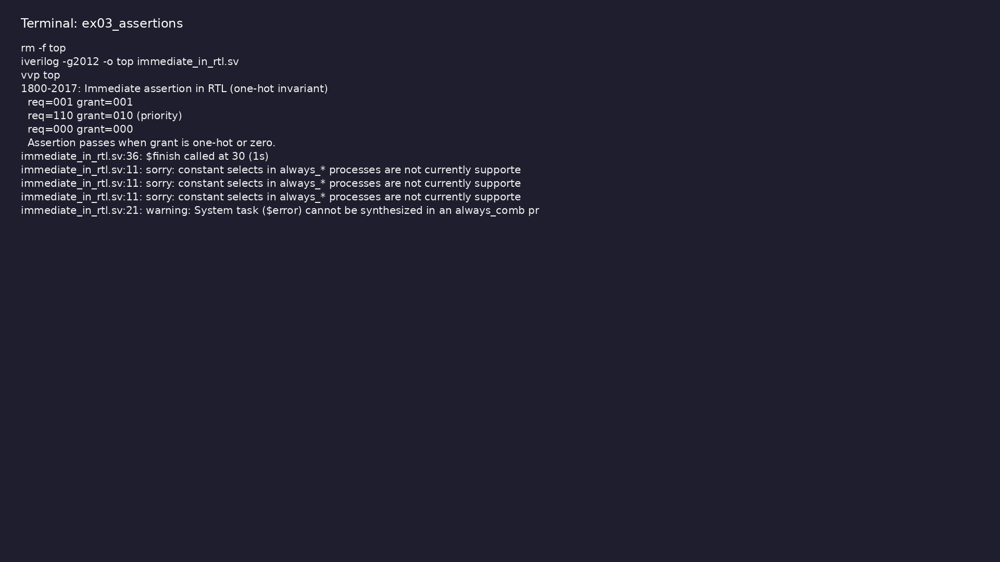 Terminal: ex03_assertions
rm -f top
iverilog -g2012 -o top immediate_in_rtl.sv
vvp top
1800-2017: Immediate assertion in RTL (one-hot invariant)
req=001 grant=001
req=110 grant=010 (priority)
req=000 grant=000
Assertion passes when grant is one-hot or zero.
immediate_in_rtl.sv:36: $finish called at 30 (1s)
immediate_in_rtl.sv:11: sorry: constant selects in always_* processes are not currently supporte
immediate_in_rtl.sv:11: sorry: constant selects in always_* processes are not currently supporte
immediate_in_rtl.sv:11: sorry: constant selects in always_* processes are not currently supporte
immediate_in_rtl.sv:21: warning: System task ($error) cannot be synthesized in an always_comb pr